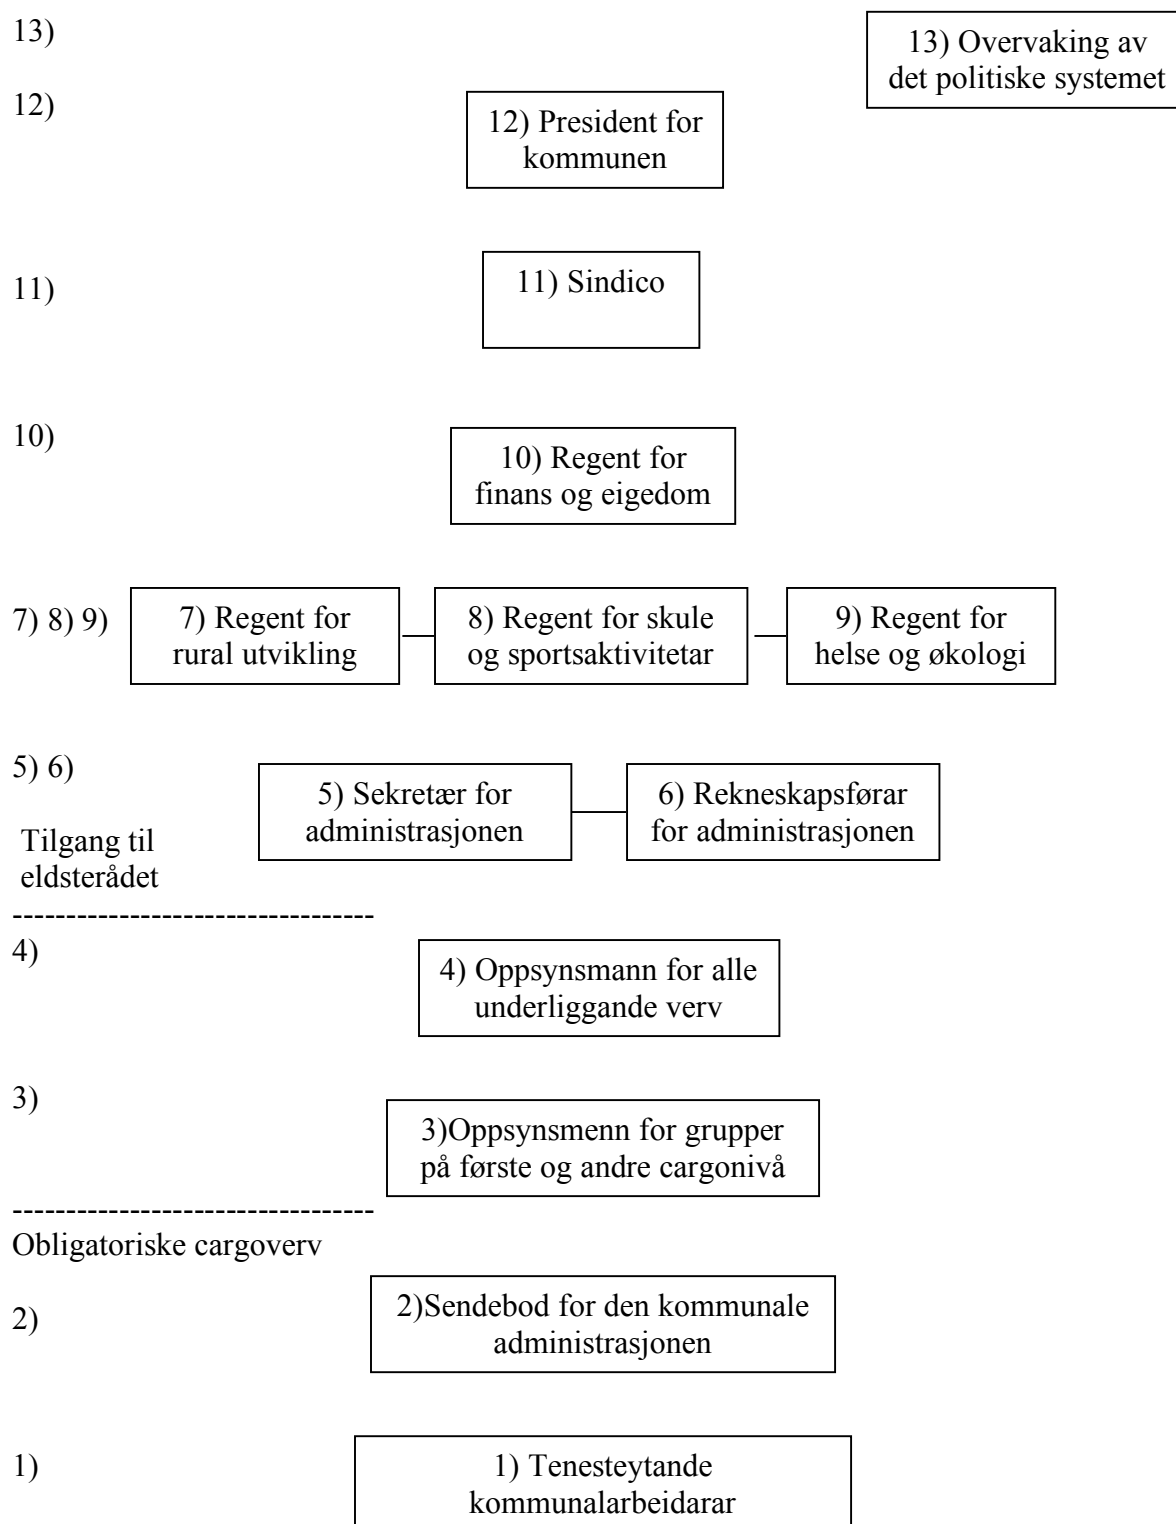 13)
13) Overvaking av
det politiske systemet
12)
12) President for
kommunen
11)
11) Sindico
10)
10) Regent for
finans og eigedom
7) 8) 9)
7) Regent for
rural utvikling
8) Regent for skule
og sportsaktivitetar
9) Regent for
helse og økologi
5) 6)
5) Sekretær for
administrasjonen
6) Rekneskapsførar
for administrasjonen
Tilgang til
eldsterådet
----------------------------------
4)
4) Oppsynsmann for alle
underliggande verv
3)
3)Oppsynsmenn for grupper
på første og andre cargonivå
----------------------------------
Obligatoriske cargoverv
2)
2)Sendebod for den kommunale
administrasjonen
1)
1) Tenesteytande
kommunalarbeidarar